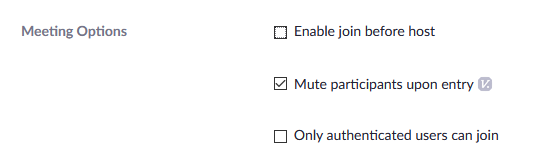 Meeting Options
Enable join before host
Mute participants upon entry
Only authenticated users can join